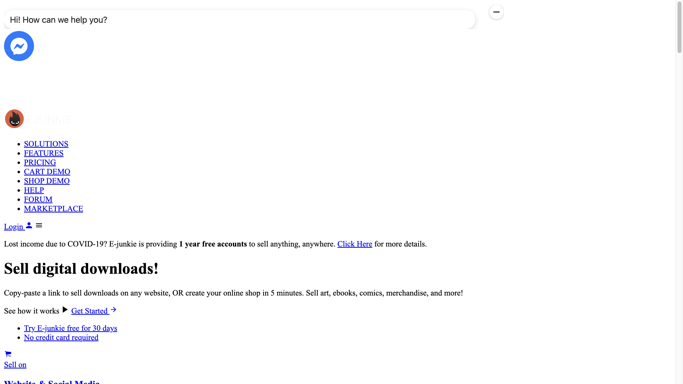 Hi! How can we help you?
SOLUTIONS
FEATURES
PRICING
CART DEMO
SHOP DEMO
HELP
FORUM
MARKETPLACE
Login
Lost income due to COVID-19? E-junkie is providing 1 year free accounts to sell anything, anywhere. Click Here for more details.
Sell digital downloads!
Copy-paste a link to sell downloads on any website, OR create your online shop in 5 minutes. Sell art, ebooks, comics, merchandise, and more!
See how it works Get Started
Try E-junkie free for 30 days
No credit card required
Sell on
Website & Social Media